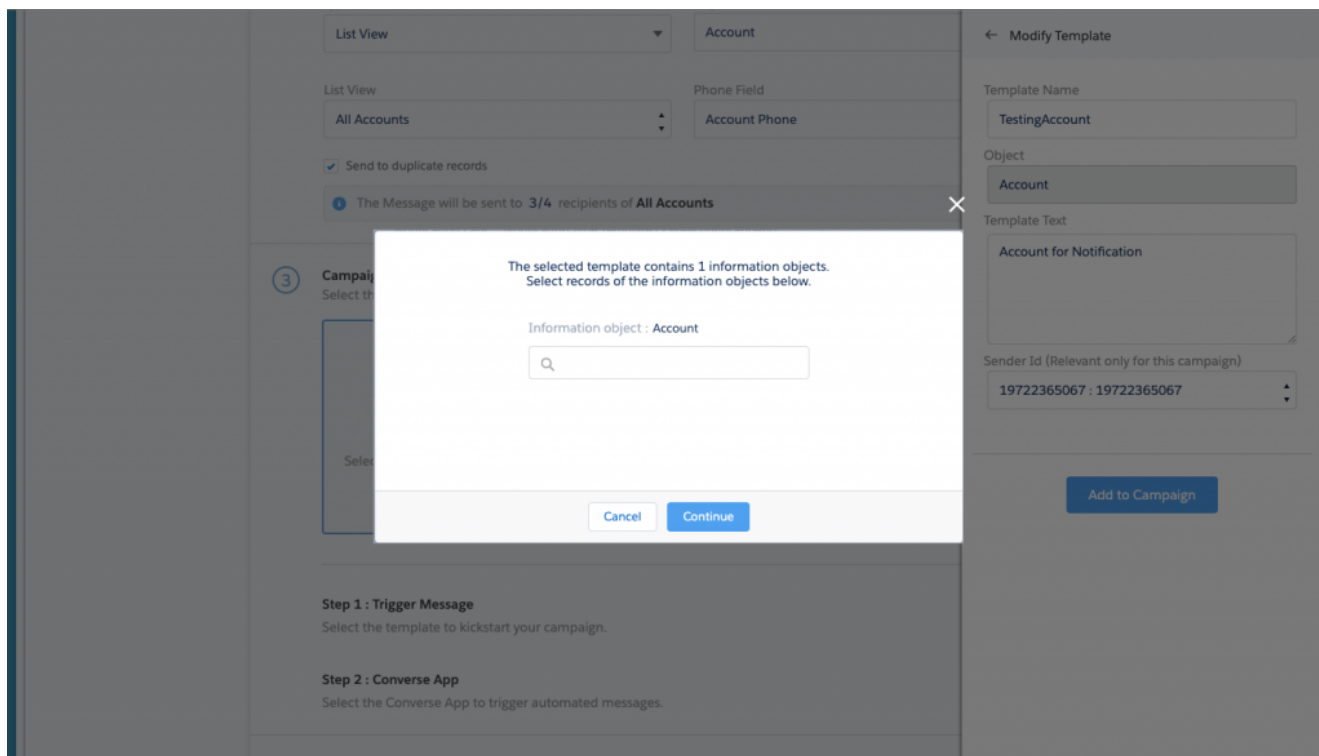 List View
Account
List View
Phone Field
All Accounts
Account Phone
Send to duplicate records
The Message will be sent to 3/4 recipients of All Accounts
3
Select th
Selec
Step 1 : Trigger Message
Select the template to kickstart your campaign.
Step 2 : Converse App
Select the Converse App to trigger automated messages.
The selected template contains 1 information objects.
Select records of the information objects below.
Information object : Account
Cancel
Continue
Modify Template
Template Name
TestingAccount
Object
Account
Template Text
Account for Notification
Sender Id (Relevant only for this campaign)
19722365067 : 19722365067
Add to Campaign